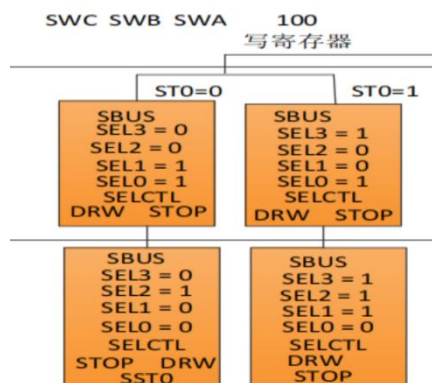 SWC SWB SWA 100
写寄存器
ST0=0
ST0=1
SBUS
SEL3 = 0
SEL2 = 0
SEL1 = 1
SEL0 = 1
SELCTL
DRW STOP
SBUS
SEL3 = 1
SEL2 = 0
SEL1 = 0
SEL0 = 1
SELCTL
DRW STOP
SBUS
SEL3 = 0
SEL2 = 1
SEL1 = 0
SEL0 = 0
SELCTL
STOP DRW
SST0
SBUS
SEL3 = 1
SEL2 = 1
SEL1 = 1
SEL0 = 0
SELCTL
DRW
STOP